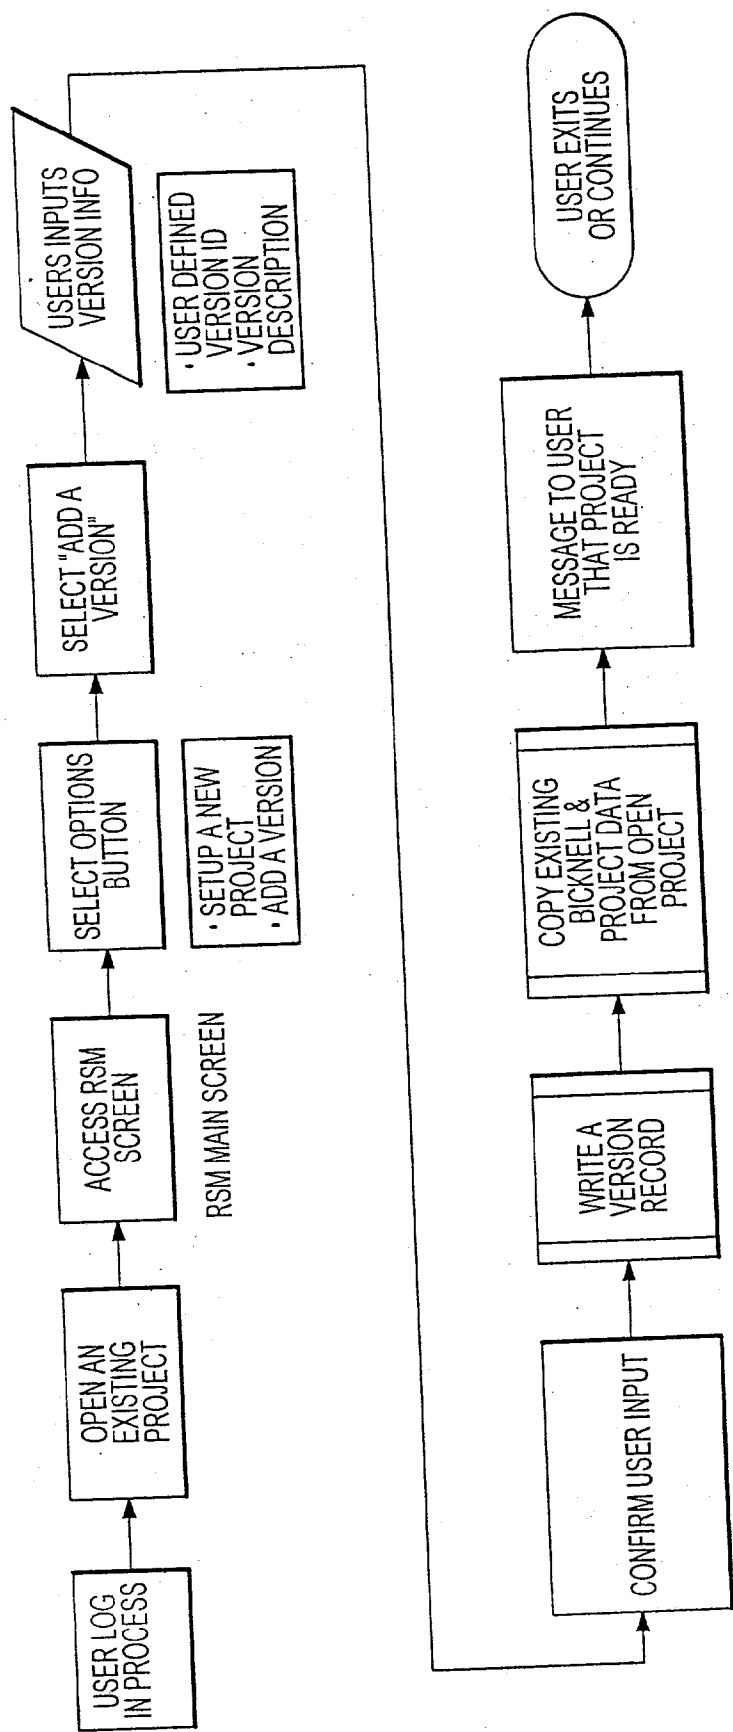 USER LOG
IN PROCESS
OPEN AN
EXISTING
PROJECT
ACCESS RSM
SCREEN
RSM MAIN SCREEN
SELECT OPTIONS
BUTTON
• SETUP A NEW
PROJECT
• ADD A VERSION
SELECT "ADD A
VERSION"
USERS INPUTS
VERSION INFO
• USER DEFINED
VERSION ID
• VERSION
DESCRIPTION
CONFIRM USER INPUT
WRITE A
VERSION
RECORD
COPY EXISTING
BICKNELL &
PROJECT DATA
FROM OPEN
PROJECT
MESSAGE TO USER
THAT PROJECT
IS READY
USER EXITS
OR CONTINUES